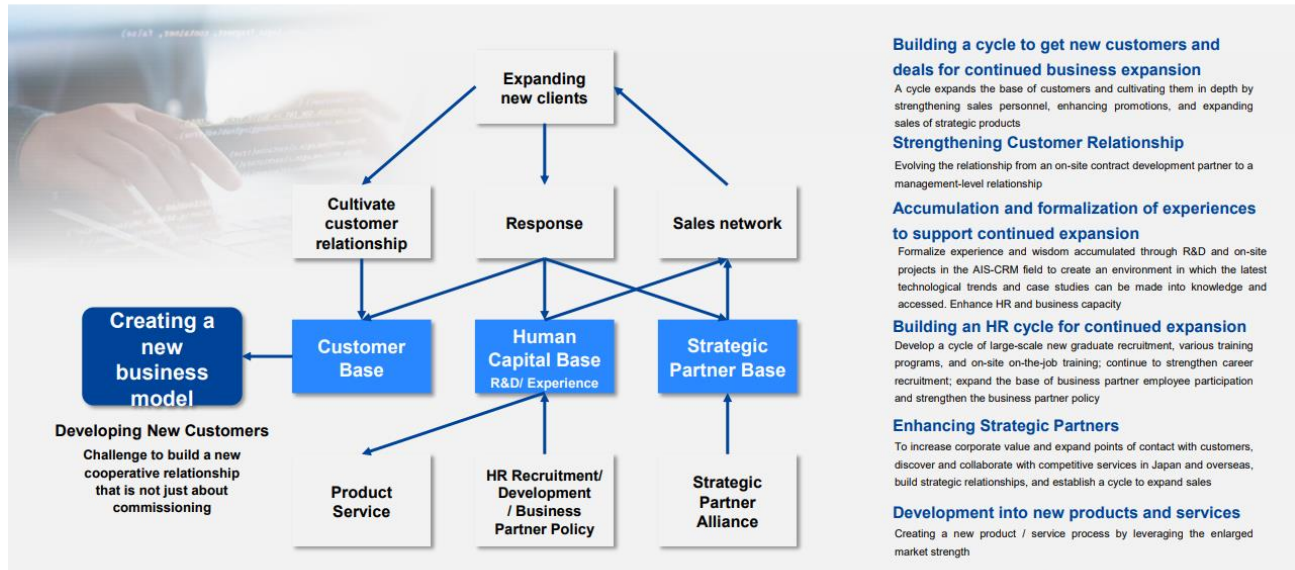 Expanding
new clients
Cultivate
customer
relationship
Response
Sales network
Creating a
new
business
model
Customer
Base
Human
Capital Base
R&D/ Experience
Strategic
Partner Base
Developing New Customers
Challenge to build a new
cooperative relationship
that is not just about
commissioning
Product
Service
HR Recruitment/
Development
/ Business
Partner Policy
Strategic
Partner
Alliance
Building a cycle to get new customers and
deals for continued business expansion
A cycle expands the base of customers and cultivating them in depth by
strengthening sales personnel, enhancing promotions, and expanding
sales of strategic products
Strengthening Customer Relationship
Evolving the relationship from an on-site contract development partner to a
management-level relationship
Accumulation and formalization of experiences
to support continued expansion
Formalize experience and wisdom accumulated through R&D and on-site
projects in the AIS-CRM field to create an environment in which the latest
technological trends and case studies can be made into knowledge and
accessed. Enhance HR and business capacity
Building an HR cycle for continued expansion
Develop a cycle of large-scale new graduate recruitment, various training
programs, and on-site on-the-job training; continue to strengthen career
recruitment; expand the base of business partner employee participation
and strengthen the business partner policy
Enhancing Strategic Partners
To increase corporate value and expand points of contact with customers,
discover and collaborate with competitive services in Japan and overseas,
build strategic relationships, and establish a cycle to expand sales
Development into new products and services
Creating a new product / service process by leveraging the enlarged
market strength